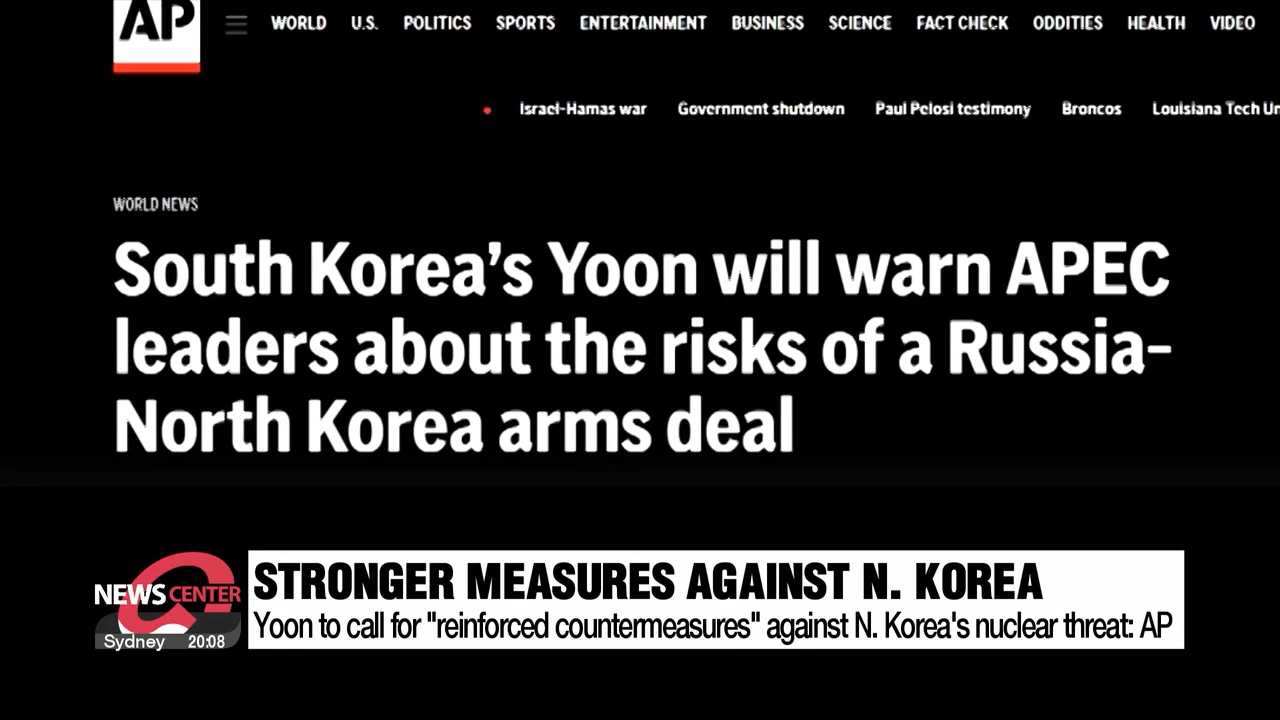 AP
WORLD U.S. POLITICS SPORTS ENTERTAINMENT BUSINESS SCIENCE FACT CHECK ODDITIES HEALTH VIDEO
Israel-Hamas war Government shutdown Paul Pelosi testimony Broncos Louisiana Tech
WORLD NEWS
South Korea’s Yoon will warn APEC
leaders about the risks of a Russia-
North Korea arms deal
NEWS CENTER
Sydney 20:08
STRONGER MEASURES AGAINST N. KOREA
Yoon to call for "reinforced countermeasures" against N. Korea's nuclear threat: AP